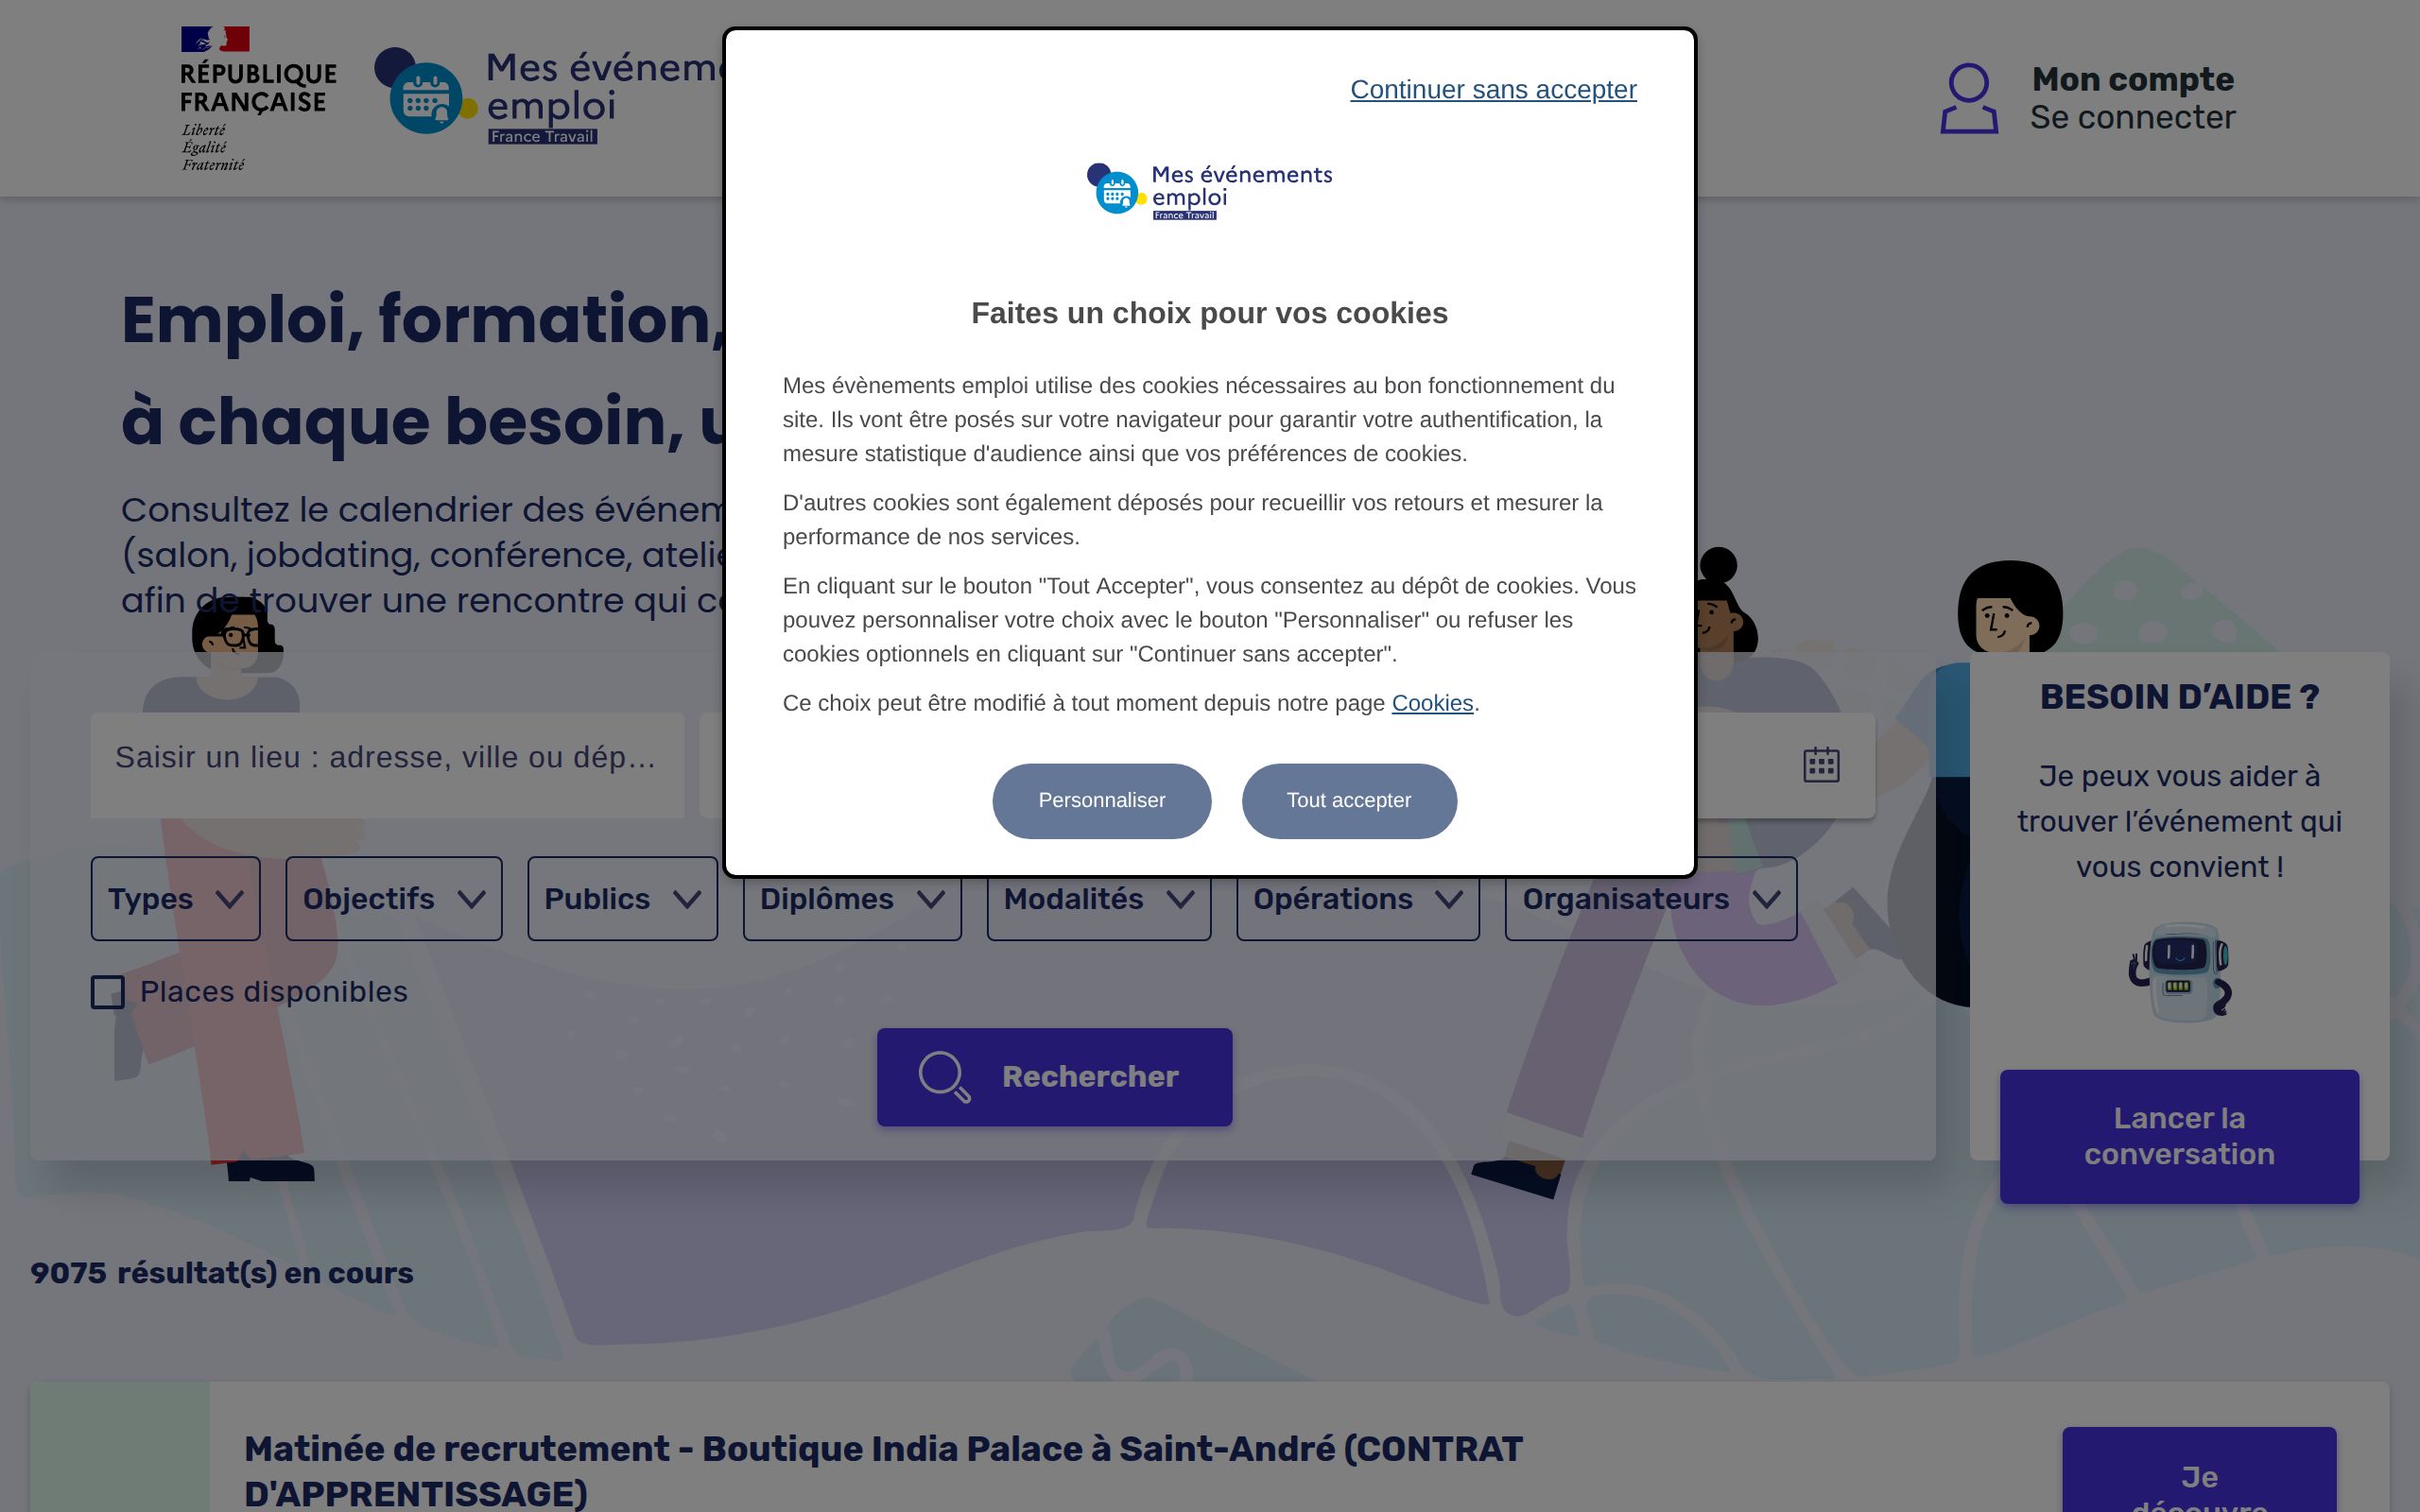 RÉPUBLIQUE
FRANÇAISE
Liberté
Égalité
Fraternité
Mes événem
emploi
France Travail
Mon compte
Se connecter
Continuer sans accepter
Mes événements
emploi
France Travail
Faites un choix pour vos cookies
Mes évènements emploi utilise des cookies nécessaires au bon fonctionnement du
site. Ils vont être posés sur votre navigateur pour garantir votre authentification, la
mesure statistique d'audience ainsi que vos préférences de cookies.
D'autres cookies sont également déposés pour recueillir vos retours et mesurer la
performance de nos services.
En cliquant sur le bouton "Tout Accepter", vous consentez au dépôt de cookies. Vous
pouvez personnaliser votre choix avec le bouton "Personnaliser" ou refuser les
cookies optionnels en cliquant sur "Continuer sans accepter".
Ce choix peut être modifié à tout moment depuis notre page Cookies.
Personnaliser
Tout accepter
Emploi, formation,
à chaque besoin, u
Consultez le calendrier des événem
(salon, jobdating, conférence, atelie
afin de trouver une rencontre qui co
Saisir un lieu : adresse, ville ou dép...
Types
Objectifs
Publics
Diplômes
Modalités
Opérations
Organisateurs
Places disponibles
Rechercher
BESOIN D’AIDE ?
Je peux vous aider à
trouver l’événement qui
vous convient !
Lancer la
conversation
9075 résultat(s) en cours
Matinée de recrutement - Boutique India Palace à Saint-André (CONTRAT
D'APPRENTISSAGE)
Je
découvre